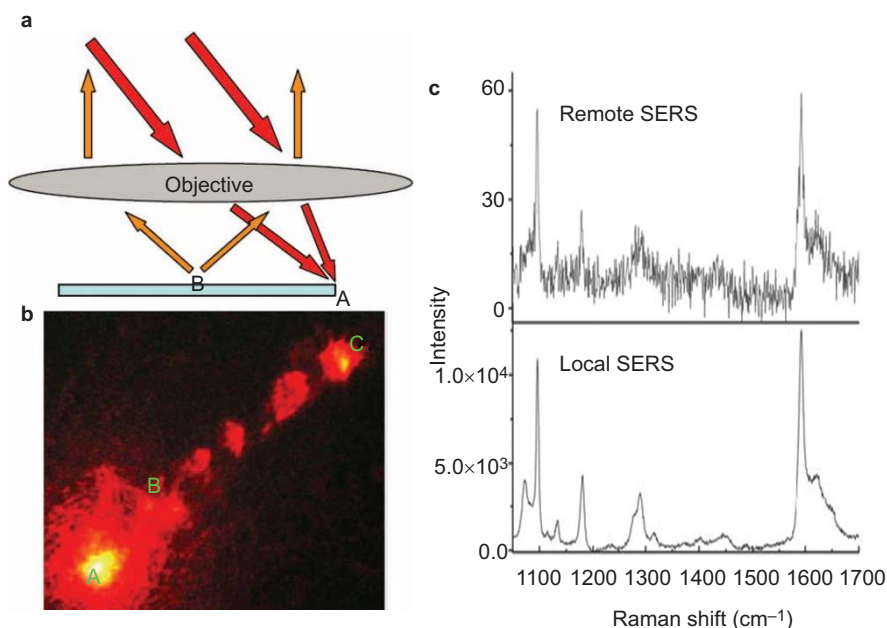 a
Objective
B
A
b
C
B
A
c
60
Remote SERS
30
0
Intensity
Local SERS
1.0×10⁴
5.0×10³
0.0
1100 1200 1300 1400 1500 1600 1700
Raman shift (cm⁻¹)